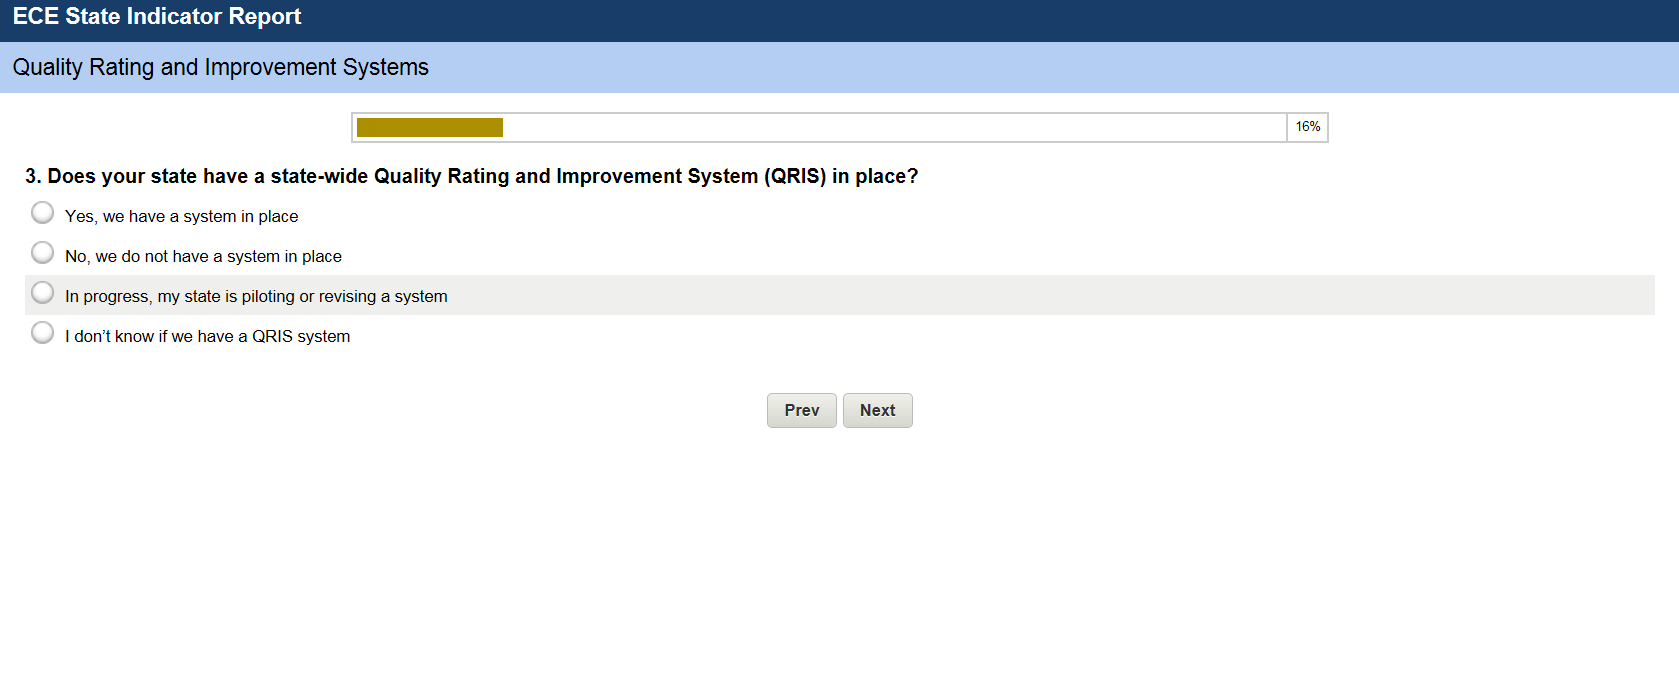 ECE State Indicator Report
Quality Rating and Improvement Systems
16%
3. Does your state have a state-wide Quality Rating and Improvement System (QRIS) in place?
Yes, we have a system in place
No, we do not have a system in place
In progress, my state is piloting or revising a system
I don’t know if we have a QRIS system
Prev Next